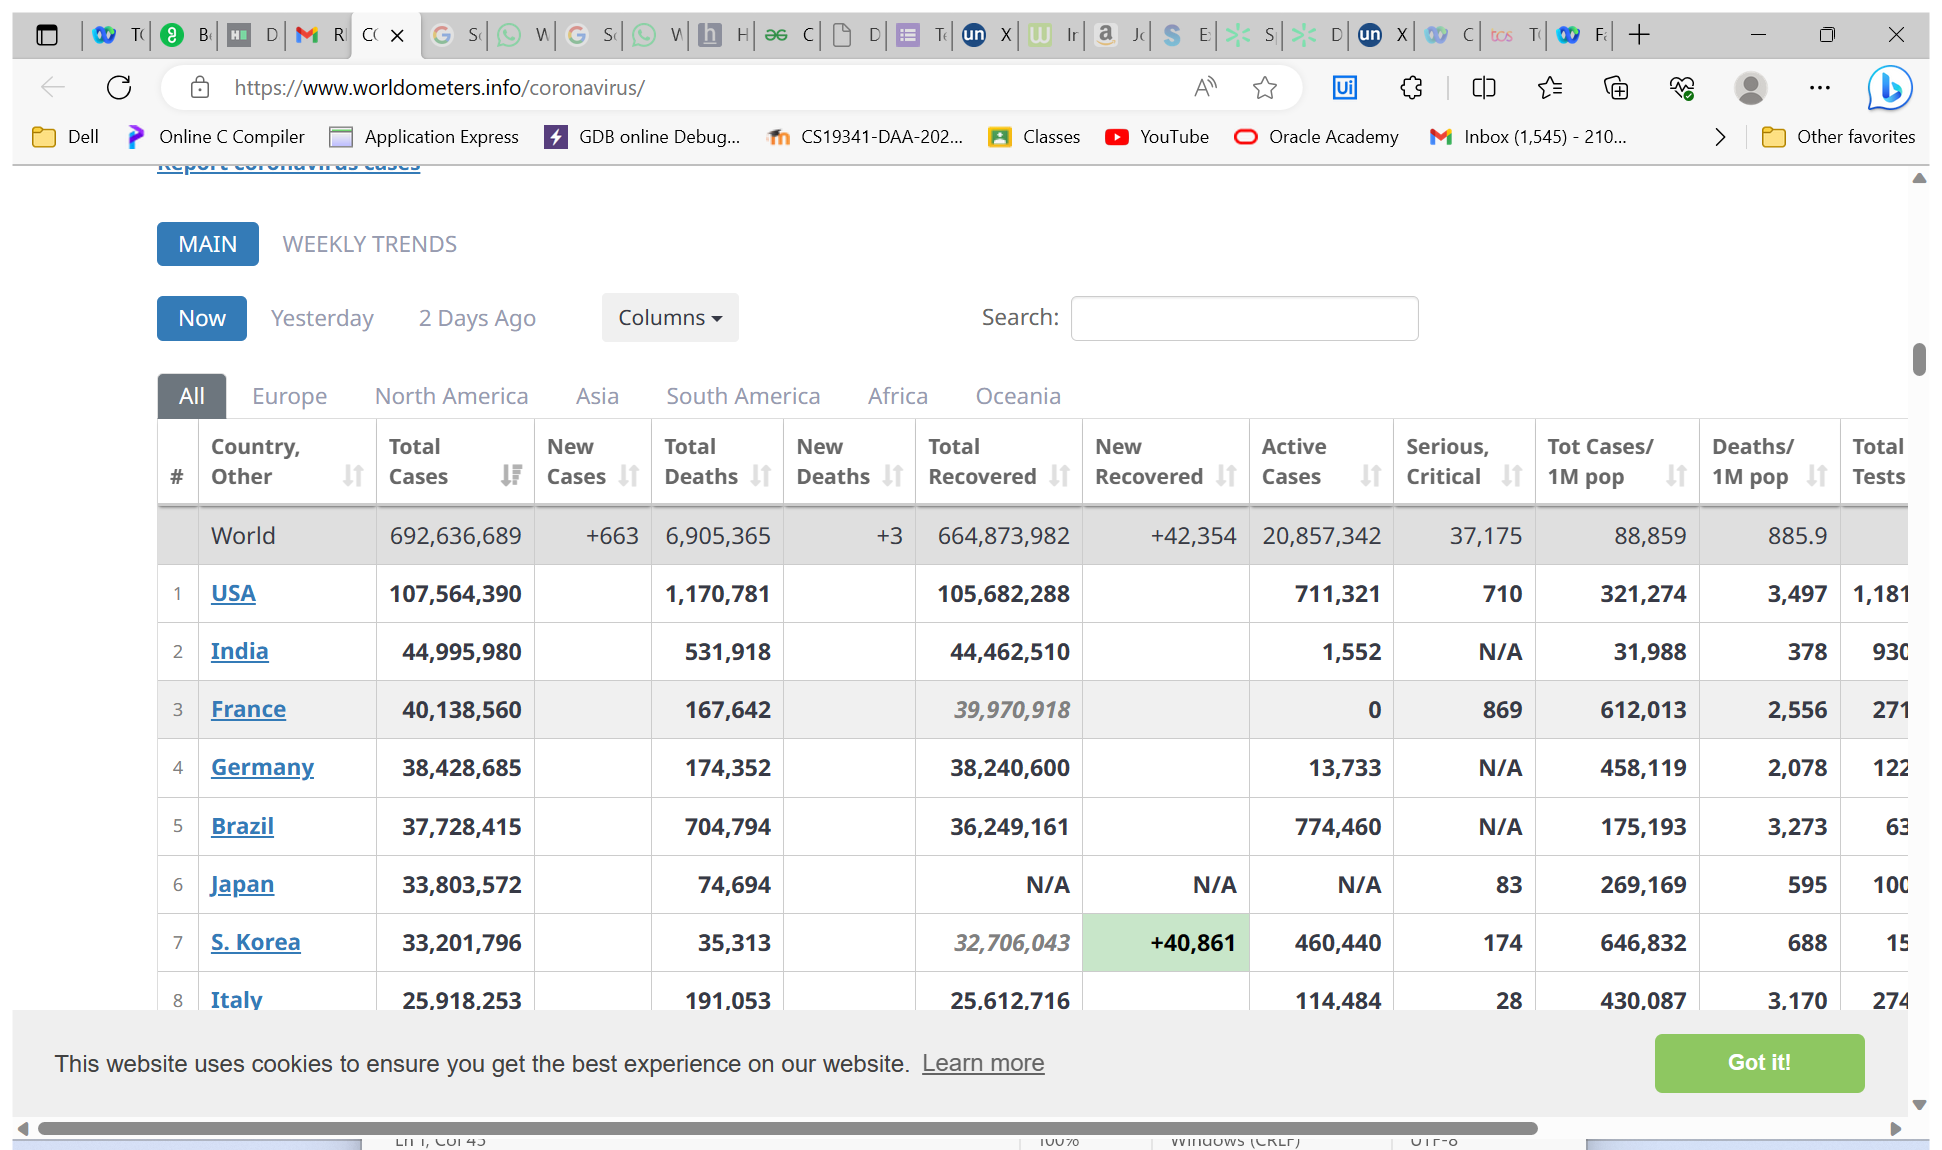 https://www.worldometers.info/coronavirus/
Dell Online C Compiler Application Express GDB online Debug... CS19341-DAA-202... Classes YouTube Oracle Academy Inbox (1,545) - 210... Other favorites
Report coronavirus cases
MAIN WEEKLY TRENDS
Now Yesterday 2 Days Ago Columns Search:
All Europe North America Asia South America Africa Oceania
# Country, Other Total Cases New Cases Total Deaths New Deaths Total Recovered New Recovered Active Cases Serious, Critical Tot Cases/ 1M pop Deaths/ 1M pop Total Tests
World 692,636,689 +663 6,905,365 +3 664,873,982 +42,354 20,857,342 37,175 88,859 885.9
1 USA 107,564,390 1,170,781 105,682,288 711,321 710 321,274 3,497 1,181
2 India 44,995,980 531,918 44,462,510 1,552 N/A 31,988 378 930
3 France 40,138,560 167,642 39,970,918 0 869 612,013 2,556 271
4 Germany 38,428,685 174,352 38,240,600 13,733 N/A 458,119 2,078 122
5 Brazil 37,728,415 704,794 36,249,161 774,460 N/A 175,193 3,273 63
6 Japan 33,803,572 74,694 N/A N/A N/A 83 269,169 595 100
7 S. Korea 33,201,796 35,313 32,706,043 +40,861 460,440 174 646,832 688 15
8 Italy 25,918,253 191,053 25,612,716 114,484 28 430,087 3,170 274
This website uses cookies to ensure you get the best experience on our website. Learn more Got it!
Ln 1, Col 45 100% Windows (CRLF) UTF-8